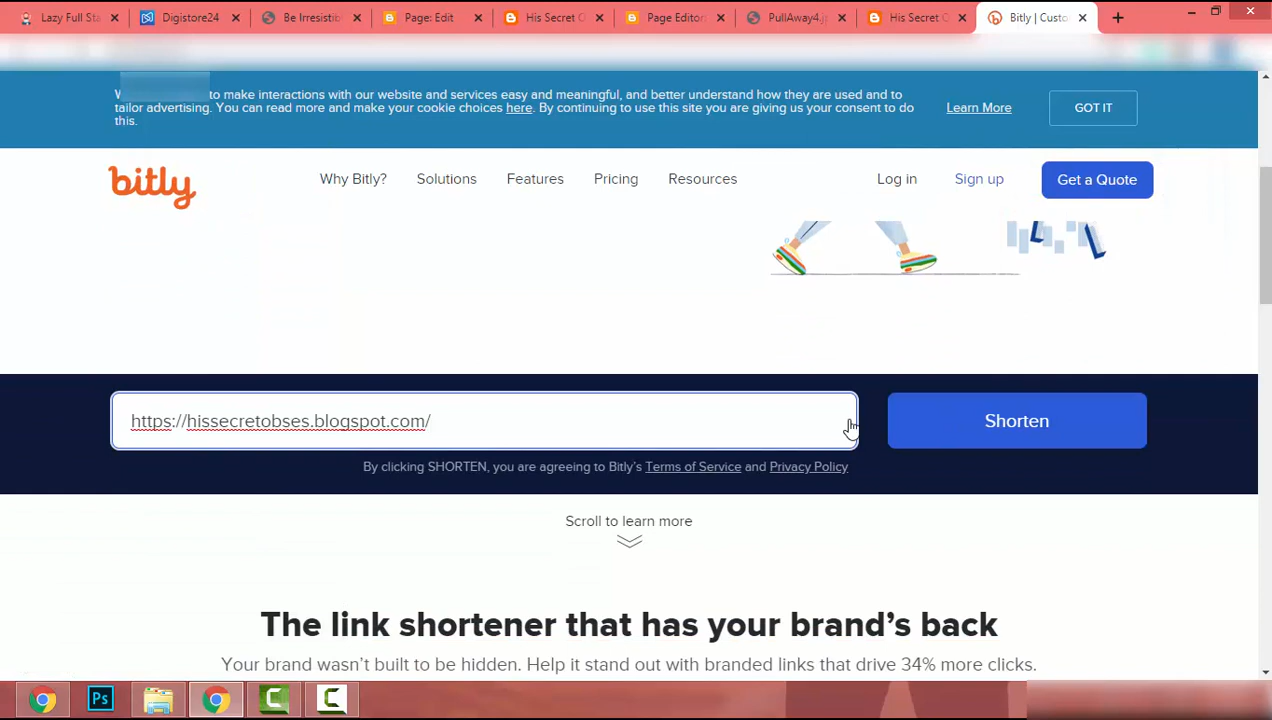 Lazy Full Sta
Digistore24
Be Irresistib
Page: Edit
His Secret O
Page Editor:
PullAway4.j
His Secret O
Bitly | Custo
to make interactions with our website and services easy and meaningful, and better understand how they are used and to
tailor advertising. You can read more and make your cookie choices here. By continuing to use this site you are giving us your consent to do
this.
Learn More
GOT IT
bitly
Why Bitly?
Solutions
Features
Pricing
Resources
Log in
Sign up
Get a Quote
https://hissecretobses.blogspot.com/
Shorten
By clicking SHORTEN, you are agreeing to Bitly’s Terms of Service and Privacy Policy
Scroll to learn more
The link shortener that has your brand’s back
Your brand wasn’t built to be hidden. Help it stand out with branded links that drive 34% more clicks.
Ps
C
C